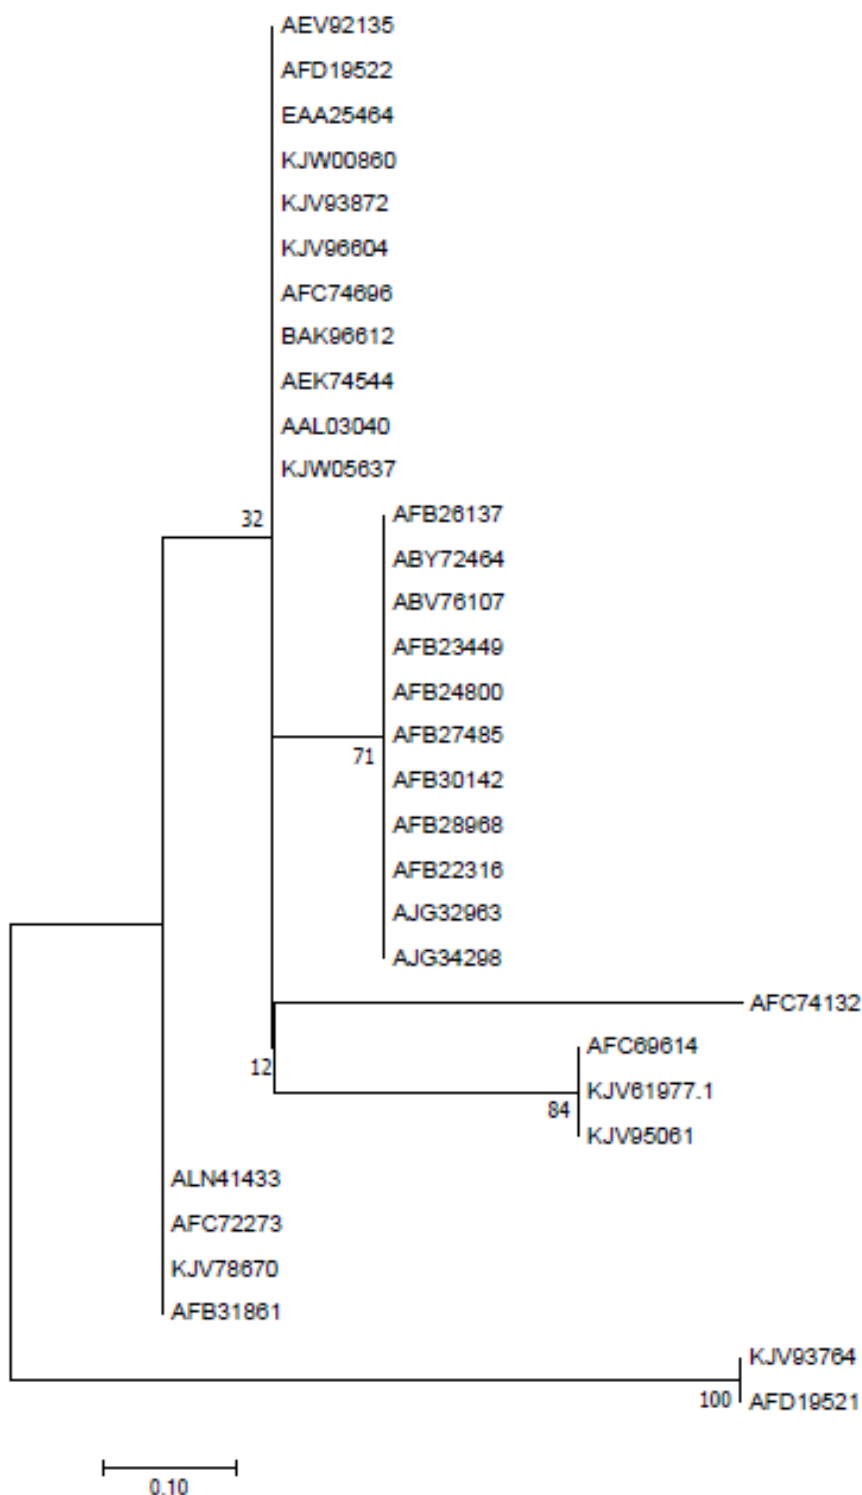 AEV92135
AFD19522
EAA25464
KJW00860
KJV93872
KJV96604
AFC74696
BAK96612
AEK74544
AAL03040
KJW05637
32
AFB26137
ABY72464
ABV76107
AFB23449
AFB24800
AFB27485
71
AFB30142
AFB28968
AFB22316
AJG32963
AJG34298
AFC74132
AFC69614
12
KJV61977.1
84
KJV95061
ALN41433
AFC72273
KJV78670
AFB31861
KJV93764
100
AFD19521
0.10